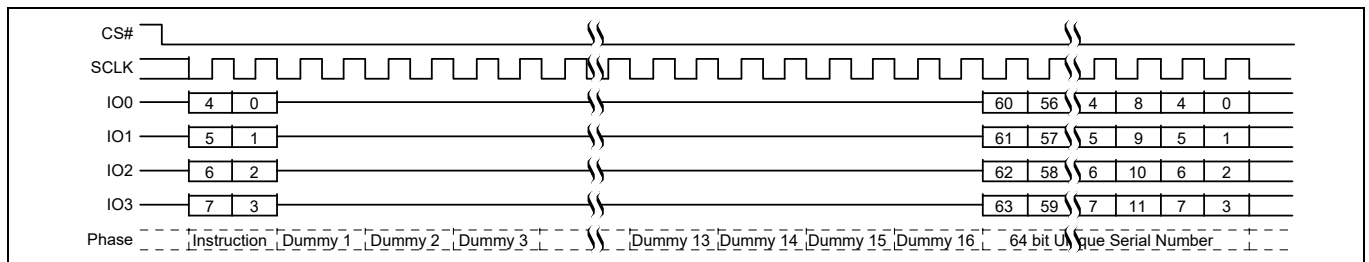 CS#
SCLK
IO0 4 0 60 56 4 8 4 0
IO1 5 1 61 57 5 9 5 1
IO2 6 2 62 58 6 10 6 2
IO3 7 3 63 59 7 11 7 3
Phase Instruction Dummy 1 Dummy 2 Dummy 3 Dummy 13 Dummy 14 Dummy 15 Dummy 16 64 bit Unique Serial Number